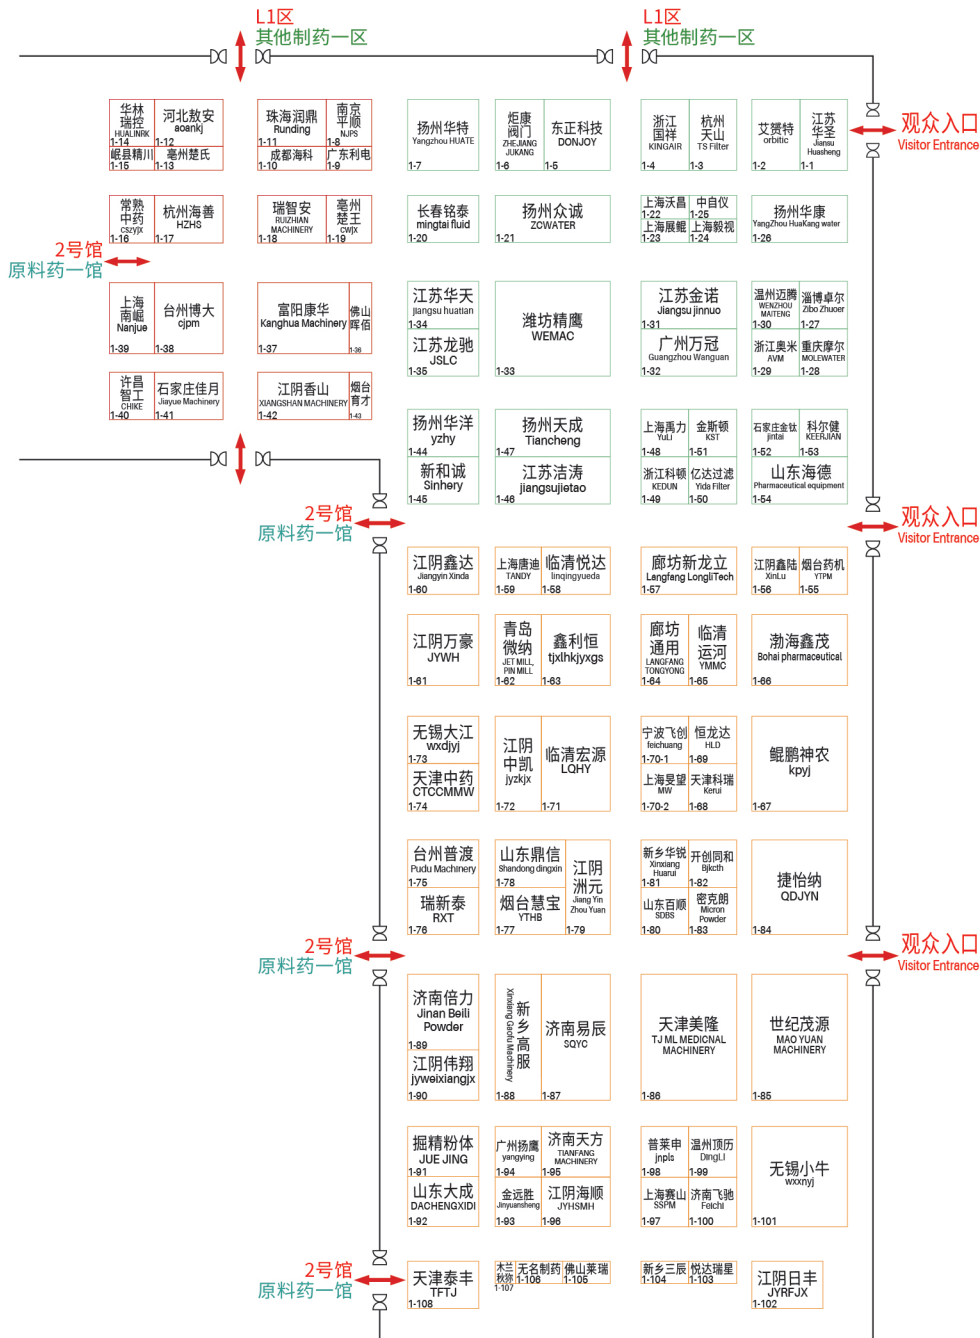 L1区
其他制药一区
L1区
其他制药一区
华林
瑞控
HUALINRK
1-14
河北敖安
aoankj
1-12
岷县精川
1-15
亳州楚氏
1-13
珠海润鼎
Runding
1-11
南京
平顺
NJPS
1-8
成都海科
1-10
广东利电
1-9
扬州华特
Yangzhou HUATE
1-7
炬康
阀门
ZHEJIANG
JUKANG
1-6
东正科技
DONJOY
1-5
浙江
国祥
KINGAIR
1-4
杭州
天山
TS Filter
1-3
艾赟特
orbitic
1-2
江苏
华圣
Jiansu
Huasheng
1-1
观众入口
Visitor Entrance
常熟
中药
cszyjx
1-16
杭州海善
HZHS
1-17
瑞智安
RUIZHIAN
MACHINERY
1-18
亳州
楚王
cwjx
1-19
长春铭泰
mingtai fluid
1-20
扬州众诚
ZCWATER
1-21
上海沃昌
1-22
中自仪
1-25
上海展鲲
1-23
上海毅视
1-24
扬州华康
YangZhou HuaKang water
1-26
2号馆
原料药一馆
上海
南崛
Nanjue
1-39
台州博大
cjpm
1-38
富阳康华
Kanghua Machinery
1-37
佛山
晖佰
1-36
江苏华天
jiangsu huatian
1-34
江苏龙驰
JSLC
1-35
潍坊精鹰
WEMAC
1-33
江苏金诺
Jiangsu jinnuo
1-31
广州万冠
Guangzhou Wanguan
1-32
温州迈腾
WENZHOU
MAITENG
1-30
淄博卓尔
Zibo Zhuoer
1-27
浙江奥米
AVM
1-29
重庆摩尔
MOLEWATER
1-28
许昌
智工
CHIKE
1-40
石家庄佳月
Jiayue Machinery
1-41
江阴香山
XIANGSHAN MACHINERY
1-42
烟台
育才
1-43
扬州华洋
yzhy
1-44
新和诚
Sinhery
1-45
扬州天成
Tiancheng
1-47
江苏洁涛
jiangsujietao
1-46
上海禹力
YuLi
1-48
金斯顿
KST
1-51
浙江科顿
KEDUN
1-49
亿达过滤
Yida Filter
1-50
石家庄金钛
jintai
1-52
科尔健
KEERJIAN
1-53
山东海德
Pharmaceutical equipment
1-54
2号馆
原料药一馆
观众入口
Visitor Entrance
江阴鑫达
Jiangyin Xinda
1-60
上海唐迪
TANDY
1-59
临清悦达
linqingyueda
1-58
廊坊新龙立
Langfang LongliTech
1-57
江阴鑫陆
XinLu
1-56
烟台药机
YTPM
1-55
江阴万豪
JYWH
1-61
青岛
微纳
JET MILL,
PIN MILL
1-62
鑫利恒
tjxlhkjyxgs
1-63
廊坊
通用
LANGFANG
TONGYONG
1-64
临清
运河
YMMC
1-65
渤海鑫茂
Bohai pharmaceutical
1-66
无锡大江
wxdjyj
1-73
天津中药
CTCCMMW
1-74
江阴
中凯
jyzkjx
1-72
临清宏源
LQHY
1-71
宁波飞创
feichuang
1-70-1
恒龙达
HLD
1-69
上海旻望
MW
1-70-2
天津科瑞
Kerui
1-68
鲲鹏神农
kpyj
1-67
台州普渡
Pudu Machinery
1-75
瑞新泰
RXT
1-76
山东鼎信
Shandong dingxin
1-78
烟台慧宝
YTHB
1-77
江阴
洲元
Jiang Yin
Zhou Yuan
1-79
新乡华锐
Xinxiang
Huarui
1-81
开创同和
Bjkcth
1-82
山东百顺
SDBS
1-80
密克朗
Micron
Powder
1-83
捷怡纳
QDJYN
1-84
2号馆
原料药一馆
观众入口
Visitor Entrance
济南倍力
Jinan Beili
Powder
1-89
江阴伟翔
jyweixiangjx
1-90
新乡高服
Xinxiang Gaofu Machinery
1-88
济南易辰
SQYC
1-87
天津美隆
TJ ML MEDICNAL
MACHINERY
1-86
世纪茂源
MAO YUAN
MACHINERY
1-85
掘精粉体
JUE JING
1-91
山东大成
DACHENGXIDI
1-92
广州扬鹰
yangying
1-94
济南天方
TIANFANG
MACHINERY
1-95
金远胜
Jinyuansheng
1-93
江阴海顺
JYHSMH
1-96
普莱申
jnpls
1-98
温州顶历
DingLi
1-99
上海赛山
SSPM
1-97
济南飞驰
Feichi
1-100
无锡小牛
wxxnyj
1-101
2号馆
原料药一馆
天津泰丰
TFTJ
1-108
木兰
秋弥
1-107
无名制药
1-106
佛山莱瑞
1-105
新乡三辰
1-104
悦达瑞星
1-103
江阴日丰
JYRFJX
1-102